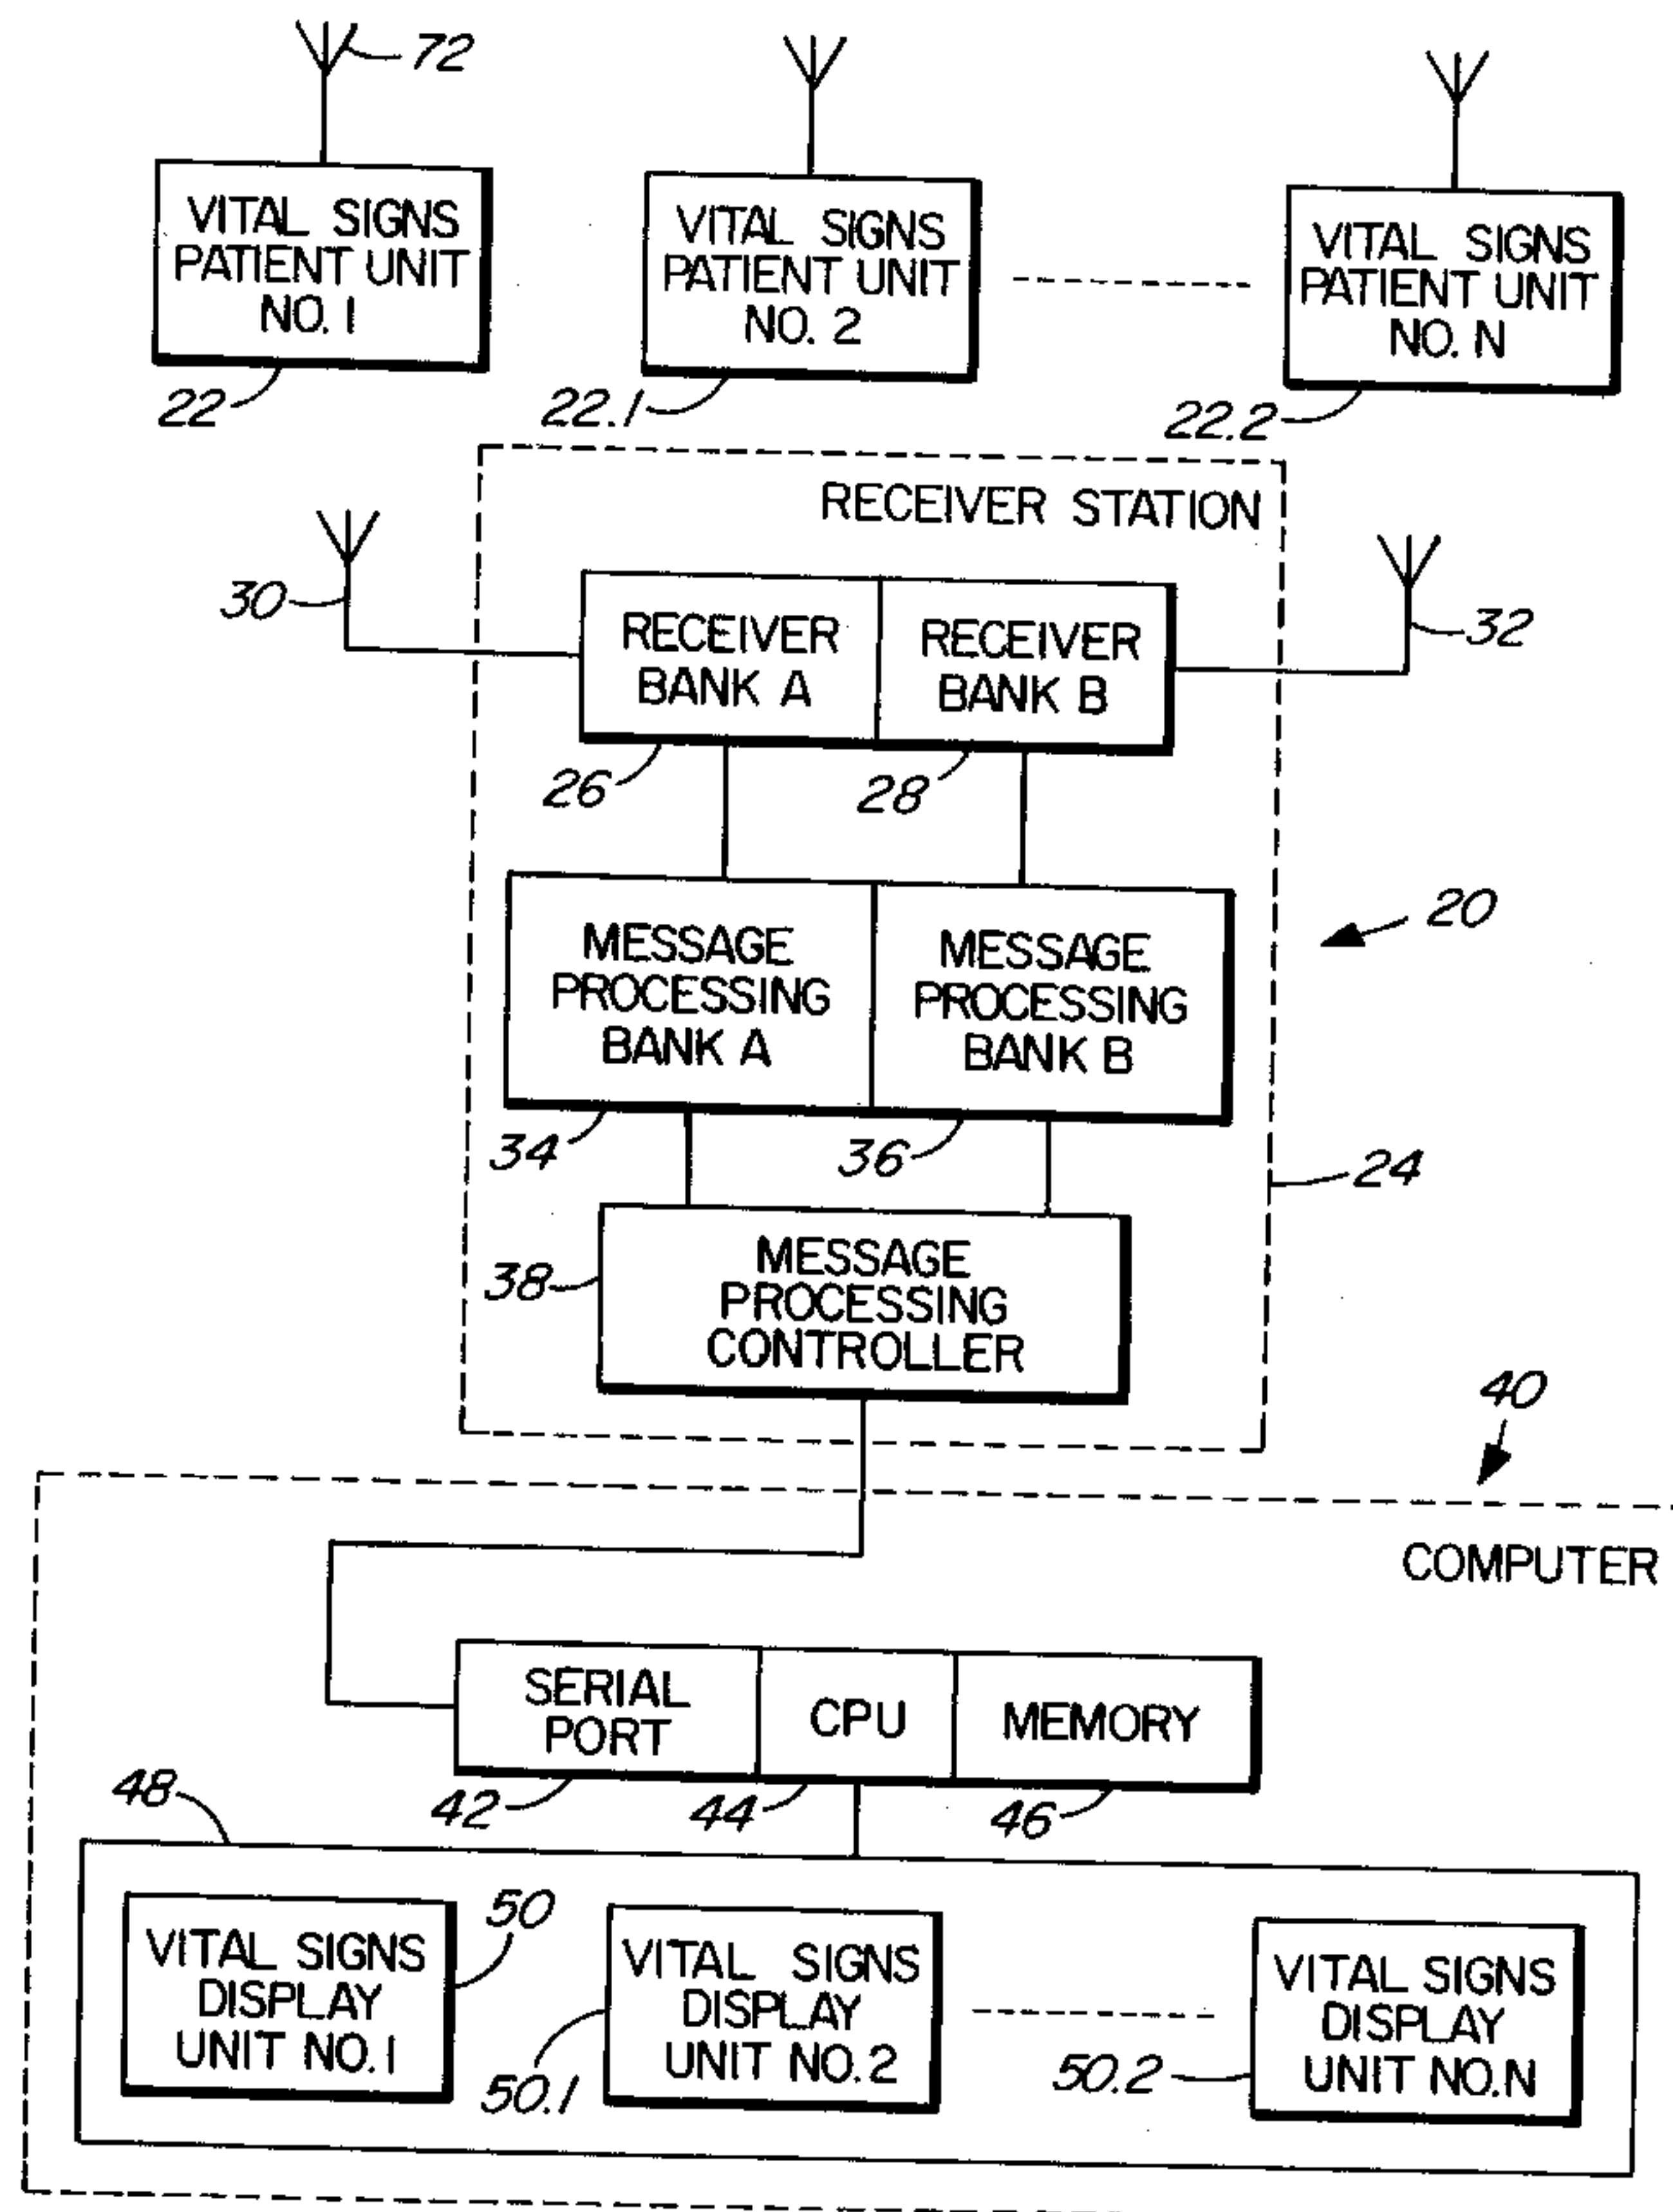 72
VITAL SIGNS
PATIENT UNIT
NO. 1
22
VITAL SIGNS
PATIENT UNIT
NO. 2
22.1
VITAL SIGNS
PATIENT UNIT
NO. N
22.2
RECEIVER STATION
30
RECEIVER
BANK A
RECEIVER
BANK B
32
26
28
20
MESSAGE
PROCESSING
BANK A
MESSAGE
PROCESSING
BANK B
34
36
24
38
MESSAGE
PROCESSING
CONTROLLER
40
COMPUTER
SERIAL
PORT
CPU
MEMORY
48
42
44
46
VITAL SIGNS
DISPLAY
UNIT NO. 1
50
VITAL SIGNS
DISPLAY
UNIT NO. 2
50.1
VITAL SIGNS
DISPLAY
UNIT NO. N
50.2